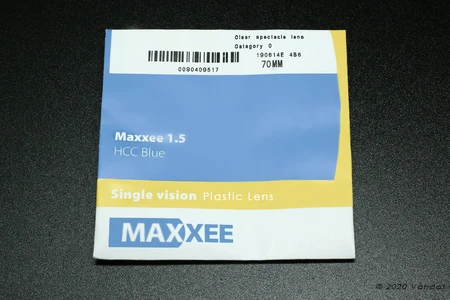 Clear spectacle lens
Category 0
190614E 4S6
0090409517
70MM
Maxxee 1.5
HCC Blue
Single vision Plastic Lens
MAXXEE
© 2020 Vándal